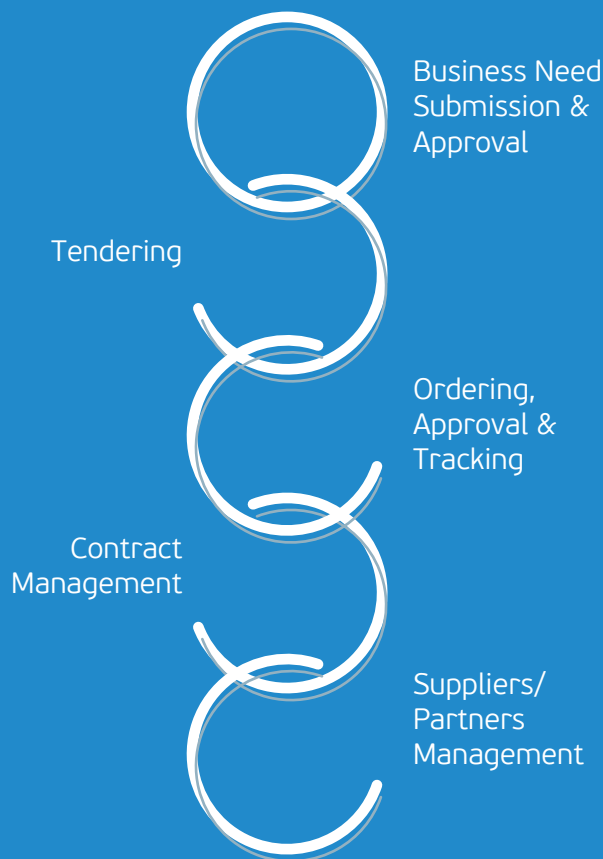 Business Need
Submission &
Approval
Tendering
Ordering,
Approval &
Tracking
Contract
Management
Suppliers/
Partners
Management